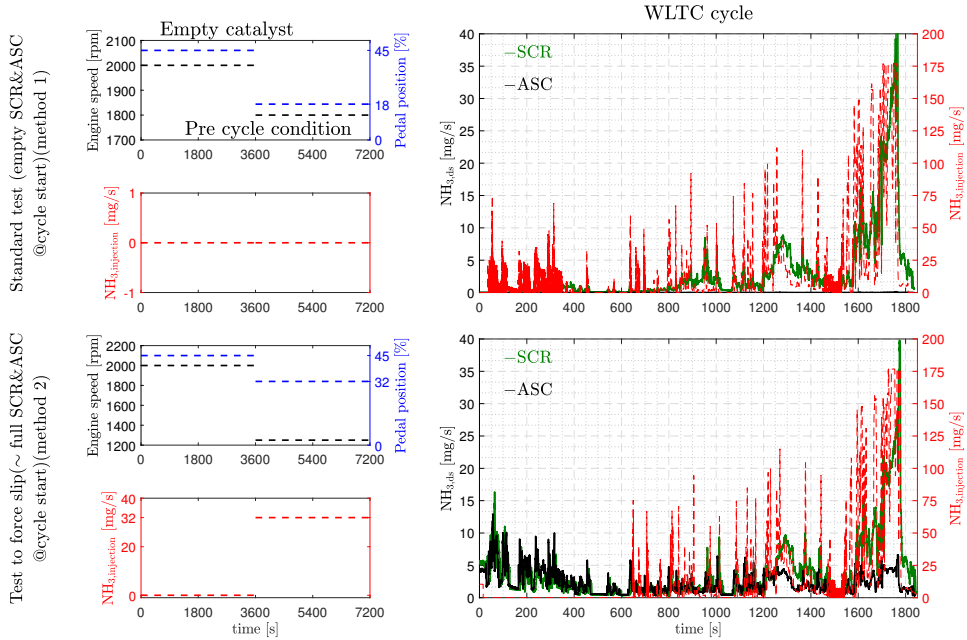 WLTC cycle
Standard test (empty SCR&ASC
@cycle start)(method 1)
Empty catalyst
Engine speed [rpm]
2100
2000
1900
1800
1700
Pedal position [%]
45
18
0
Pre cycle condition
0 1800 3600 5400 7200
NH3,injection [mg/s]
1
0
-1
0 1800 3600 5400 7200
NH3,ds [mg/s]
40
35
30
25
20
15
10
5
0
−SCR
−ASC
NH3,injection [mg/s]
200
175
150
125
100
75
50
25
0
0 200 400 600 800 1000 1200 1400 1600 1800
Test to force slip(∼ full SCR&ASC
@cycle start)(method 2)
Engine speed [rpm]
2200
2000
1800
1600
1400
1200
Pedal position [%]
45
32
0
0 1800 3600 5400 7200
NH3,injection [mg/s]
40
32
20
0
0 1800 3600 5400 7200
time [s]
NH3,ds [mg/s]
40
35
30
25
20
15
10
5
0
−SCR
−ASC
NH3,injection [mg/s]
200
175
150
125
100
75
50
25
0
0 200 400 600 800 1000 1200 1400 1600 1800
time [s]